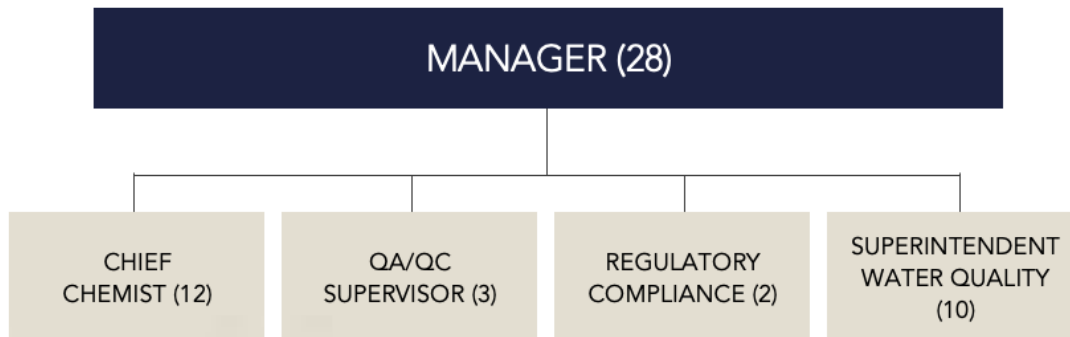 MANAGER (28)
CHIEF
CHEMIST (12)
QA/QC
SUPERVISOR (3)
REGULATORY
COMPLIANCE (2)
SUPERINTENDENT
WATER QUALITY
(10)